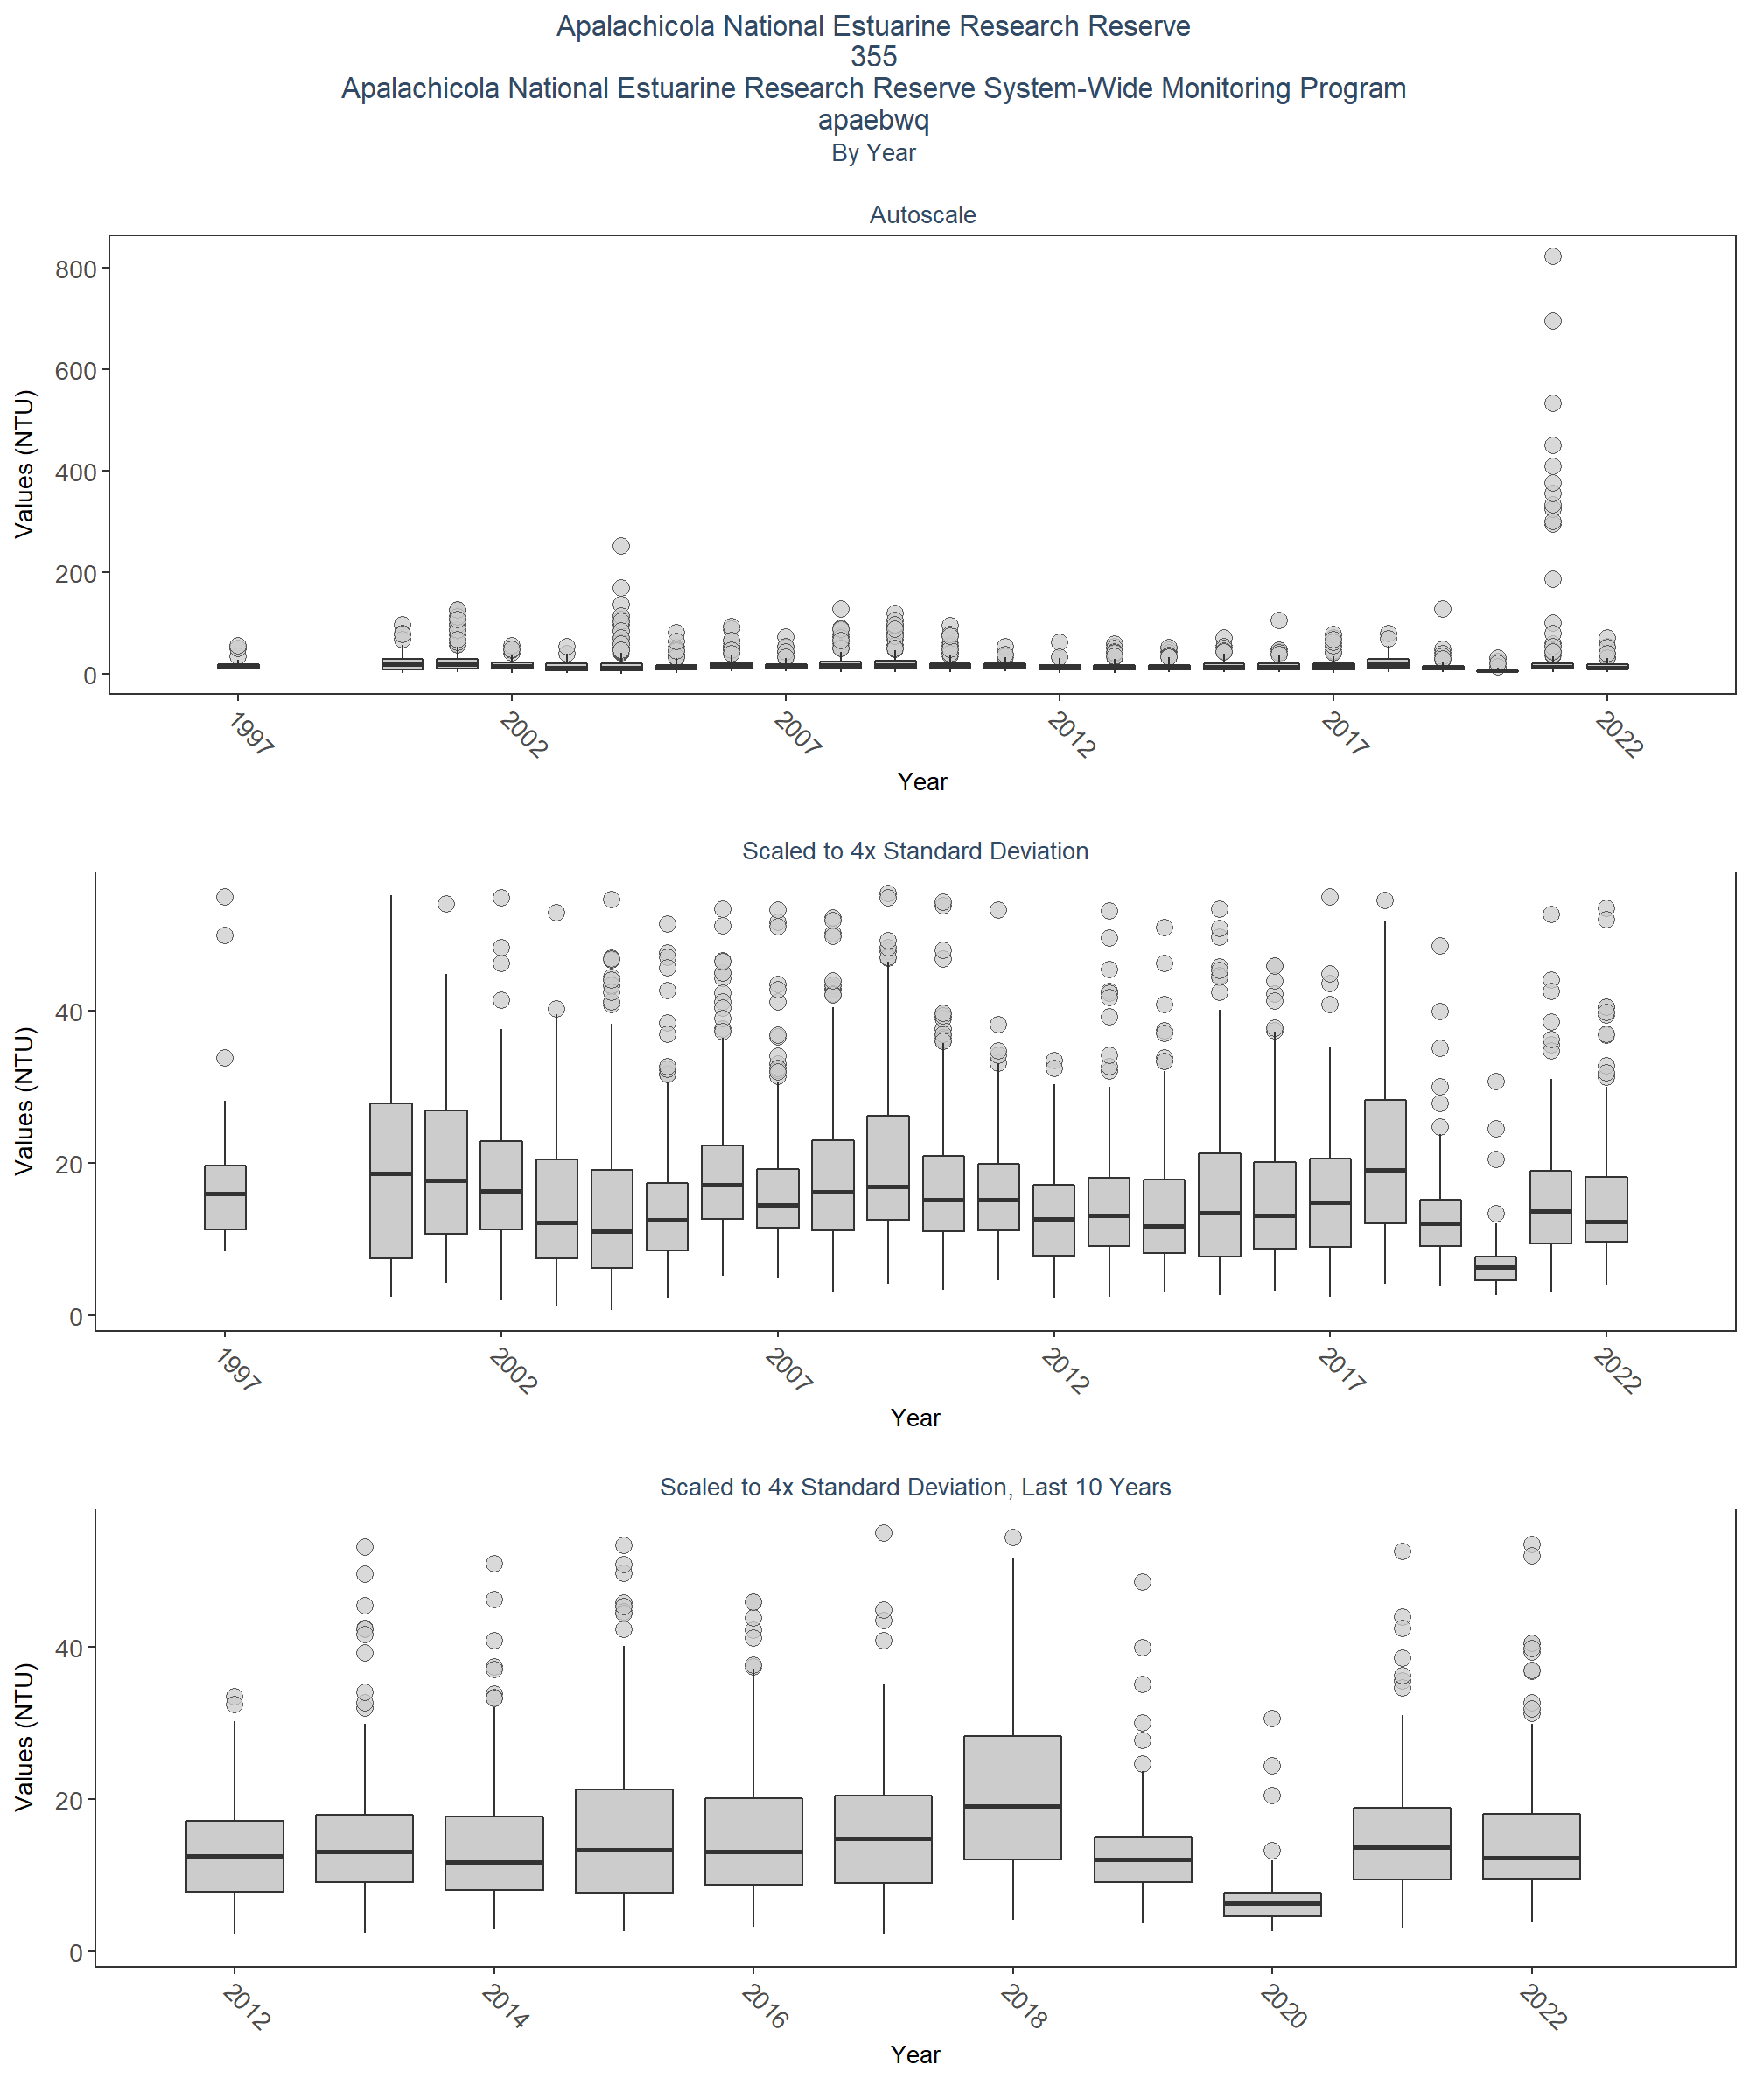 Apalachicola National Estuarine Research Reserve
355
Apalachicola National Estuarine Research Reserve System-Wide Monitoring Program
apaebwq
By Year
Autoscale
Values (NTU)
800
600
400
200
0
1997
2002
2007
2012
2017
2022
Year
Scaled to 4x Standard Deviation
Values (NTU)
40
20
0
1997
2002
2007
2012
2017
2022
Year
Scaled to 4x Standard Deviation, Last 10 Years
Values (NTU)
40
20
0
2012
2014
2016
2018
2020
2022
Year